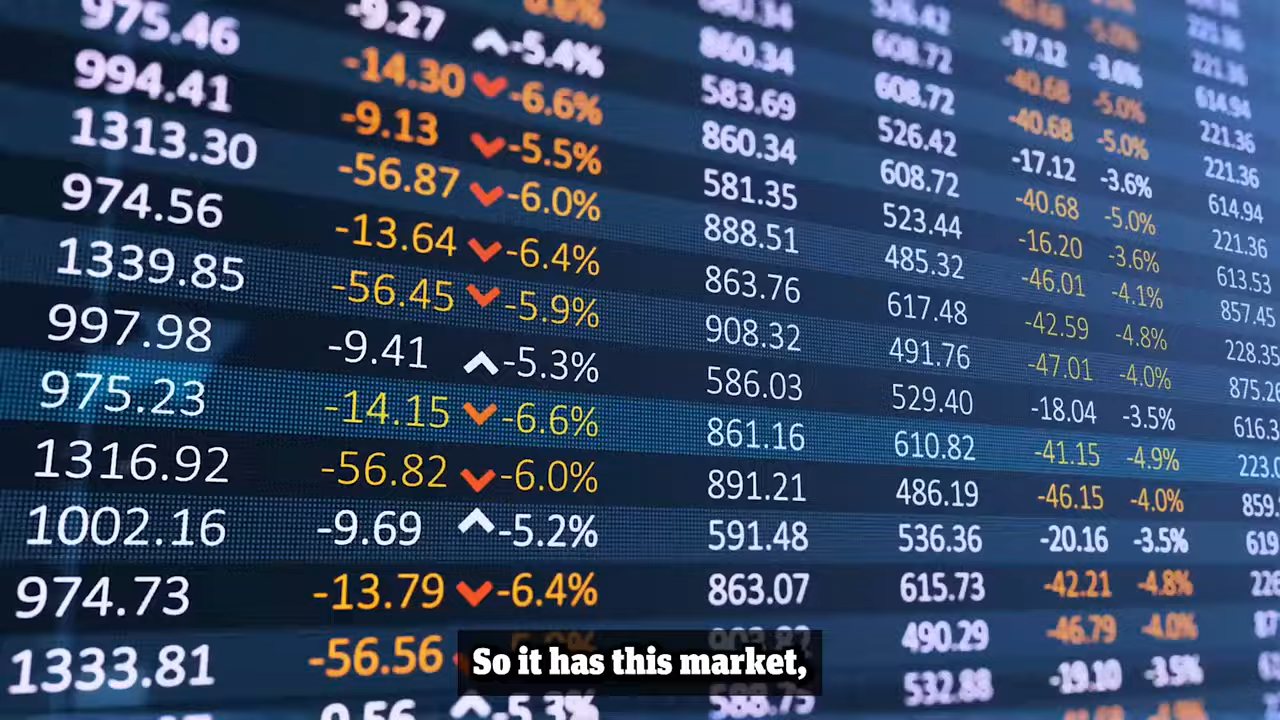 860.34 608.72 -40.68 -5.0% 221.36
-9.27 -5.4% 583.69 526.42 -17.12 -3.6% 614.94
975.46 -14.30 -6.6% 860.34 608.72 -40.68 -5.0% 221.36
994.41 -9.13 -5.5% 581.35 523.44 -16.20 -3.6% 613.53
1313.30 -56.87 -6.0% 888.51 485.32 -46.01 -4.1% 857.45
974.56 -13.64 -6.4% 863.76 617.48 -42.59 -4.8% 228.35
1339.85 -56.45 -5.9% 908.32 491.76 -47.01 -4.0%
997.98 -9.41 -5.3% 586.03 529.40 -18.04 -3.5%
975.23 -14.15 -6.6% 861.16 610.82 -41.15 -4.9%
1316.92 -56.82 -6.0% 891.21 486.19 -46.15 -4.0%
1002.16 -9.69 -5.2% 591.48 536.36 -20.16 -3.5%
974.73 -13.79 -6.4% 863.07 615.73 -42.21 -4.8%
1333.81 -56.56 490.29 -46.79 -4.0%
532.88 -19.10 -3.5%
So it has this market,